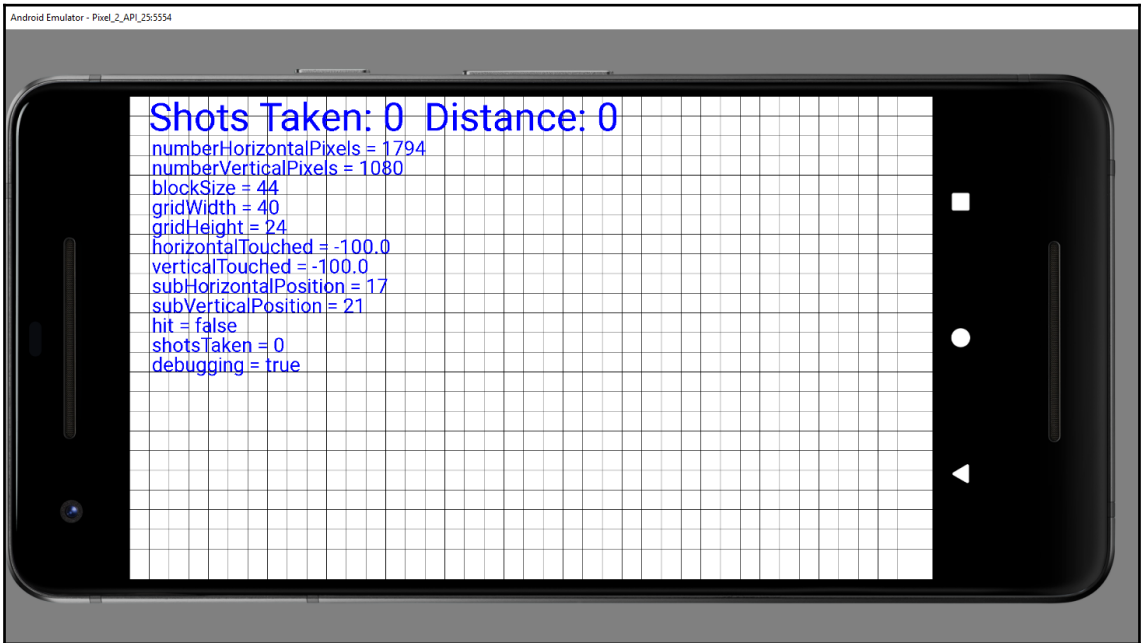 Android Emulator - Pixel_2_API_25:5554
Shots Taken: 0 Distance: 0
numberHorizontalPixels = 1794
numberVerticalPixels = 1080
blockSize = 44
gridWidth = 40
gridHeight = 24
horizontalTouched = -100.0
verticalTouched = -100.0
subHorizontalPosition = 17
subVerticalPosition = 21
hit = false
shotsTaken = 0
debugging = true